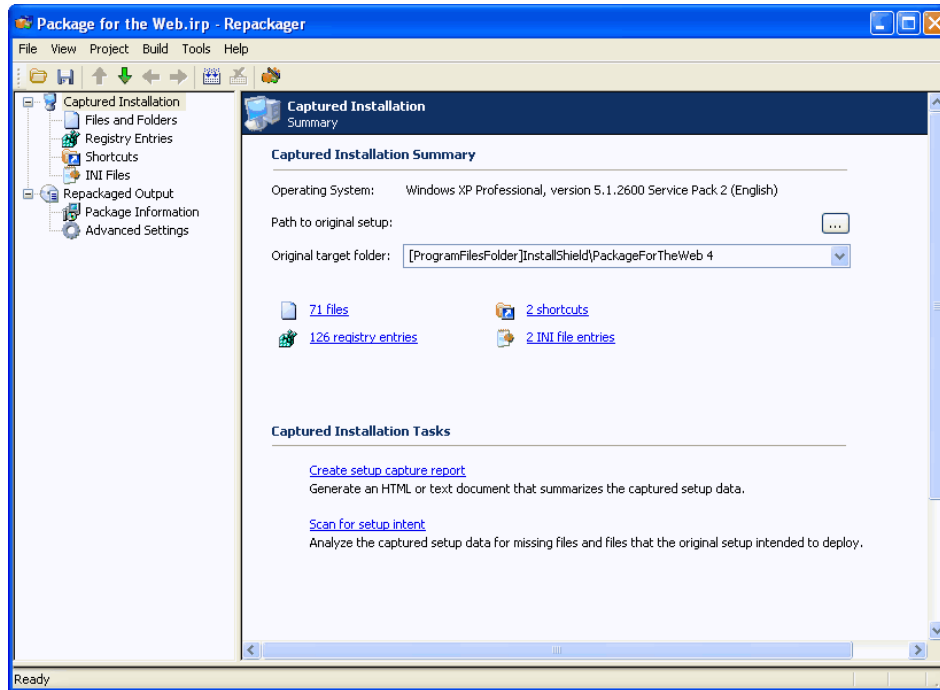 Package for the Web.irp - Repackager
File View Project Build Tools Help
Captured Installation
Files and Folders
Registry Entries
Shortcuts
INI Files
Repackaged Output
Package Information
Advanced Settings
Captured Installation
Summary
Captured Installation Summary
Operating System: Windows XP Professional, version 5.1.2600 Service Pack 2 (English)
Path to original setup:
...
Original target folder: [ProgramFilesFolder]InstallShield\PackageForTheWeb 4
71 files 2 shortcuts
126 registry entries 2 INI file entries
Captured Installation Tasks
Create setup capture report
Generate an HTML or text document that summarizes the captured setup data.
Scan for setup intent
Analyze the captured setup data for missing files and files that the original setup intended to deploy.
Ready